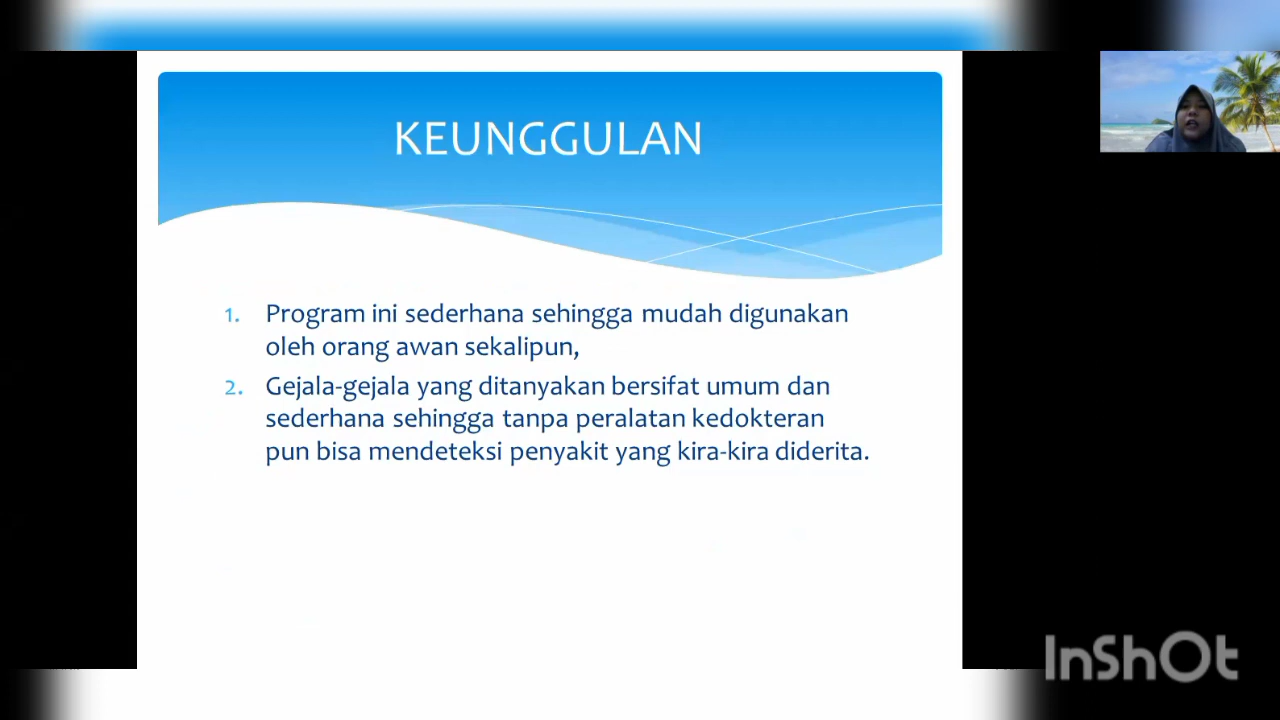 KEUNGGULAN
1. Program ini sederhana sehingga mudah digunakan
oleh orang awan sekalipun,
2. Gejala-gejala yang ditanyakan bersifat umum dan
sederhana sehingga tanpa peralatan kedokteran
pun bisa mendeteksi penyakit yang kira-kira diderita.
InShOt